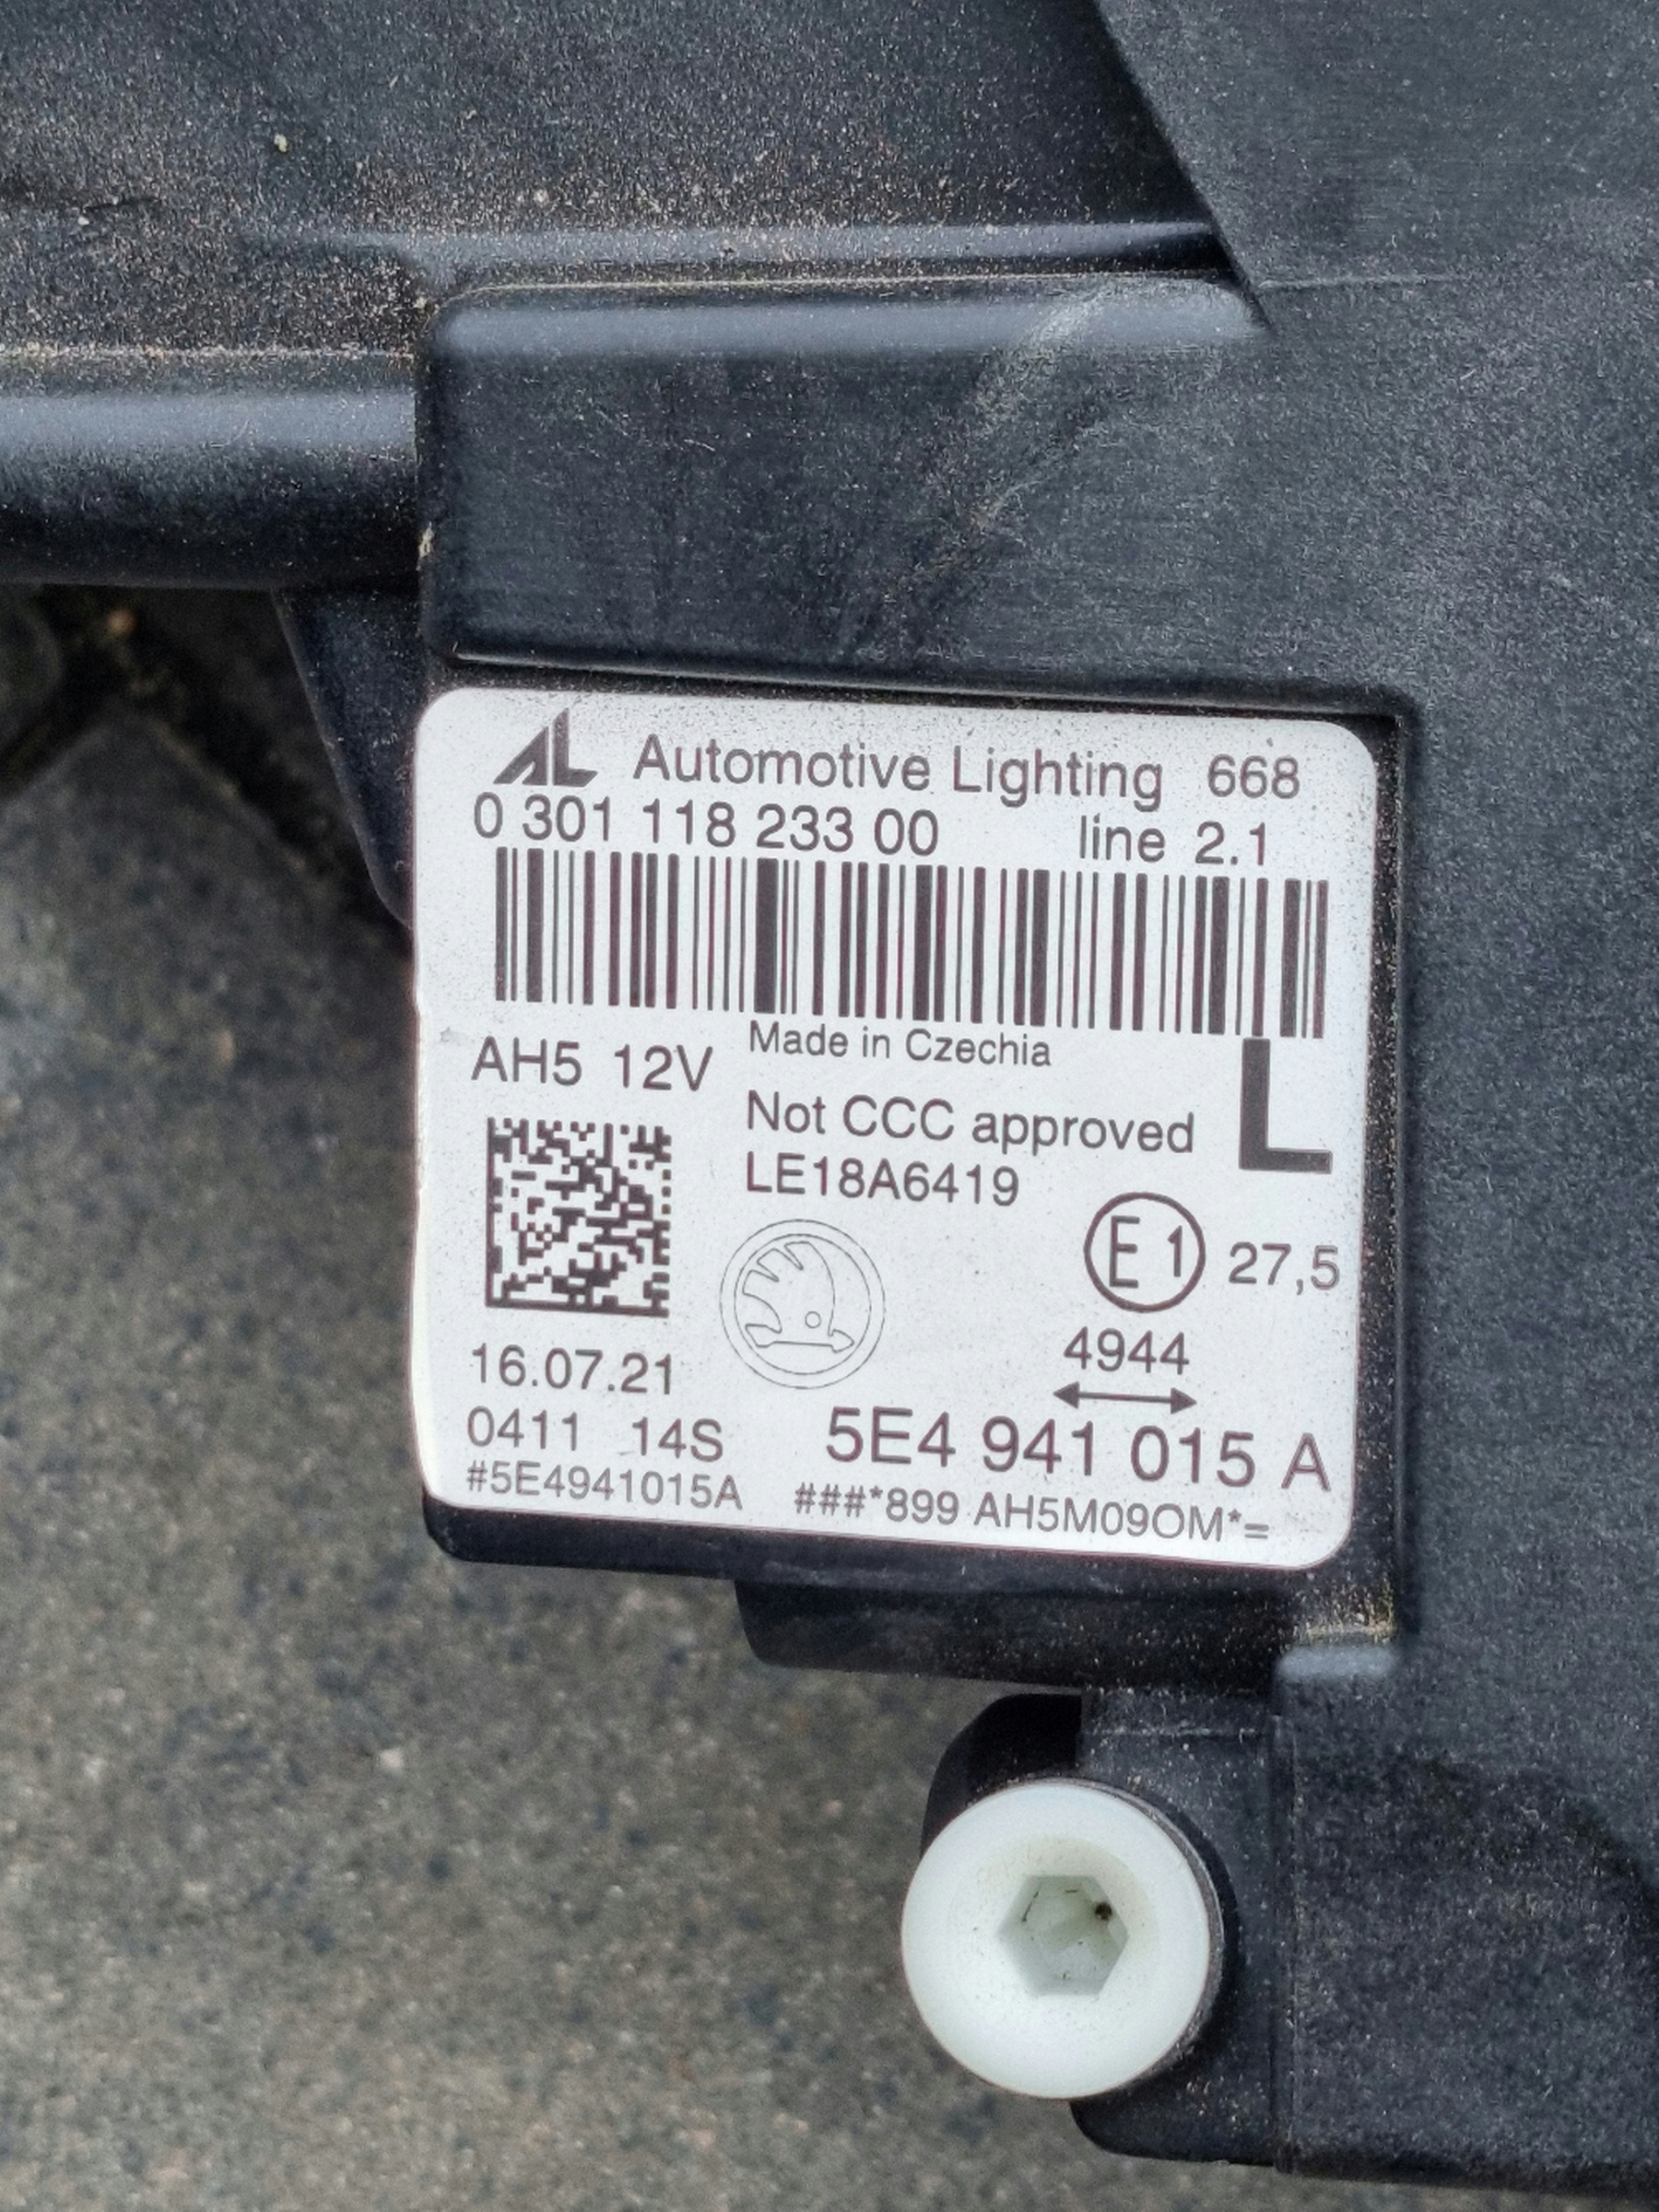 AL Automotive Lighting 668
0 301 118 233 00 line 2.1
AH5 12V Made in Czechia
L
Not CCC approved
LE18A6419
E1 27,5
4944
16.07.21
0411 14S 5E4 941 015 A
#5E4941015A ###*899 AH5M09OM*=